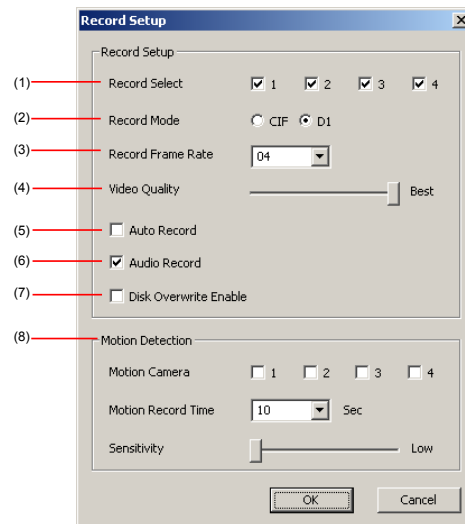 Record Setup
Record Setup
(1) Record Select 1 2 3 4
(2) Record Mode CIF D1
(3) Record Frame Rate 04
(4) Video Quality Best
(5) Auto Record
(6) Audio Record
(7) Disk Overwrite Enable
(8) Motion Detection
Motion Camera 1 2 3 4
Motion Record Time 10 Sec
Sensitivity Low
OK Cancel